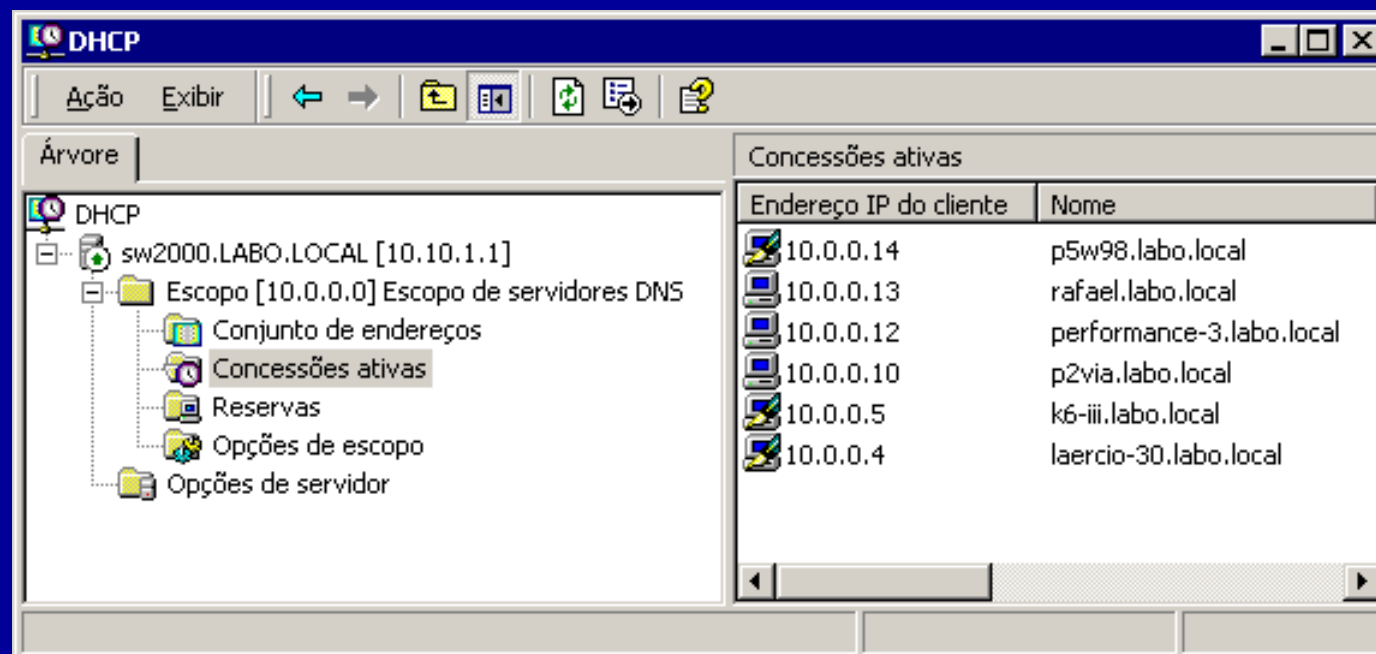 DHCP
Ação Exibir
Árvore
DHCP
sw2000.LABO.LOCAL [10.10.1.1]
Escopo [10.0.0.0] Escopo de servidores DNS
Conjunto de endereços
Concessões ativas
Reservas
Opções de escopo
Opções de servidor
Concessões ativas
Endereço IP do cliente Nome
10.0.0.14 p5w98.labo.local
10.0.0.13 rafael.labo.local
10.0.0.12 performance-3.labo.local
10.0.0.10 p2via.labo.local
10.0.0.5 k6-iii.labo.local
10.0.0.4 laercio-30.labo.local